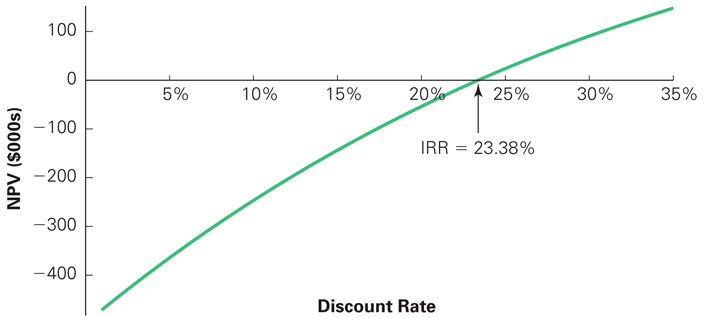 100
0
5% 10% 15% 20% 25% 30% 35%
−100
IRR = 23.38%
−200
−300
−400
NPV ($000s)
Discount Rate